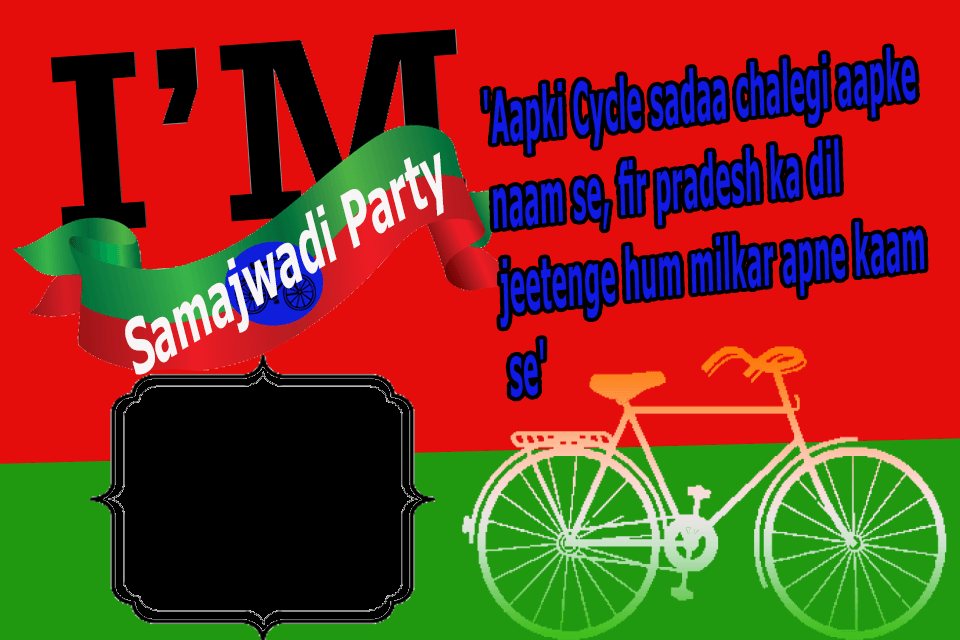 I'M
Samajwadi Party
'Aapki Cycle sadaa chalegi aapke
naam se, fir pradesh ka dil
jeetenge hum milkar apne kaam
se'